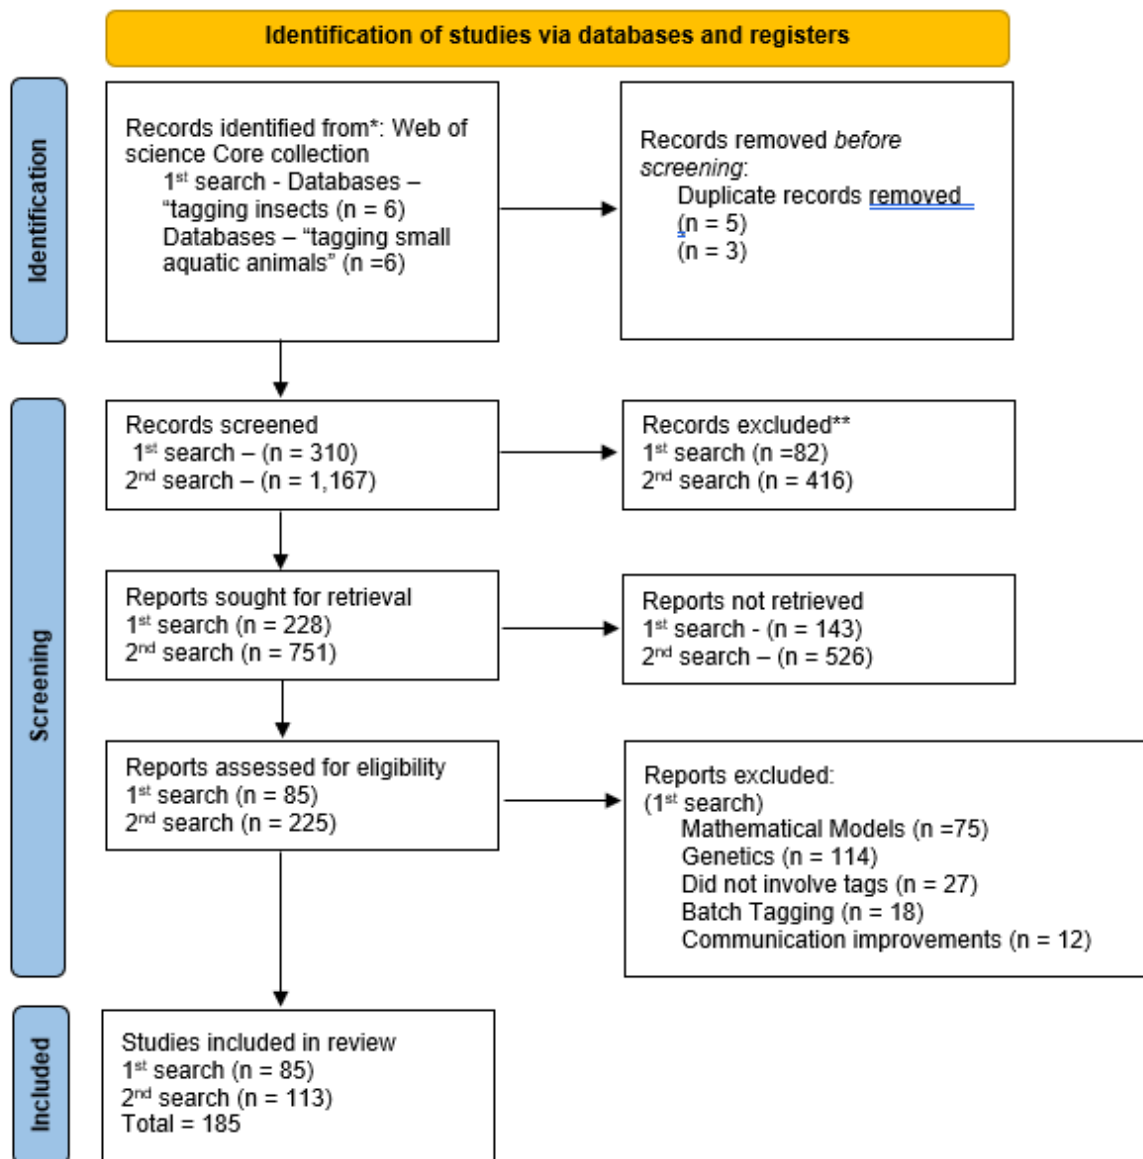 Identification of studies via databases and registers
Identification
Records identified from*: Web of
science Core collection
1st search - Databases –
“tagging insects (n = 6)
Databases – “tagging small
aquatic animals” (n =6)
Records removed before
screening:
Duplicate records removed
(n = 5)
(n = 3)
Screening
Records screened
1st search – (n = 310)
2nd search – (n = 1,167)
Records excluded**
1st search (n =82)
2nd search (n = 416)
Reports sought for retrieval
1st search (n = 228)
2nd search (n = 751)
Reports not retrieved
1st search - (n = 143)
2nd search – (n = 526)
Reports assessed for eligibility
1st search (n = 85)
2nd search (n = 225)
Reports excluded:
(1st search)
Mathematical Models (n =75)
Genetics (n = 114)
Did not involve tags (n = 27)
Batch Tagging (n = 18)
Communication improvements (n = 12)
Included
Studies included in review
1st search (n = 85)
2nd search (n = 113)
Total = 185